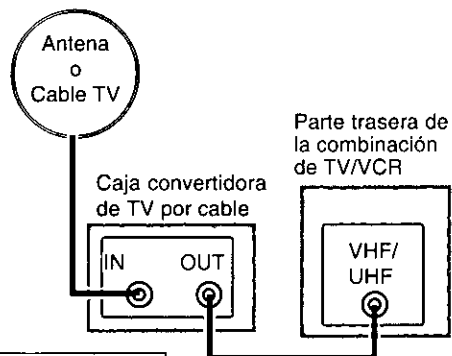 Antena
o
Cable TV
Parte trasera de
la combinación
de TV/VCR
Caja convertidora
de TV por cable
IN OUT
VHF/
UHF